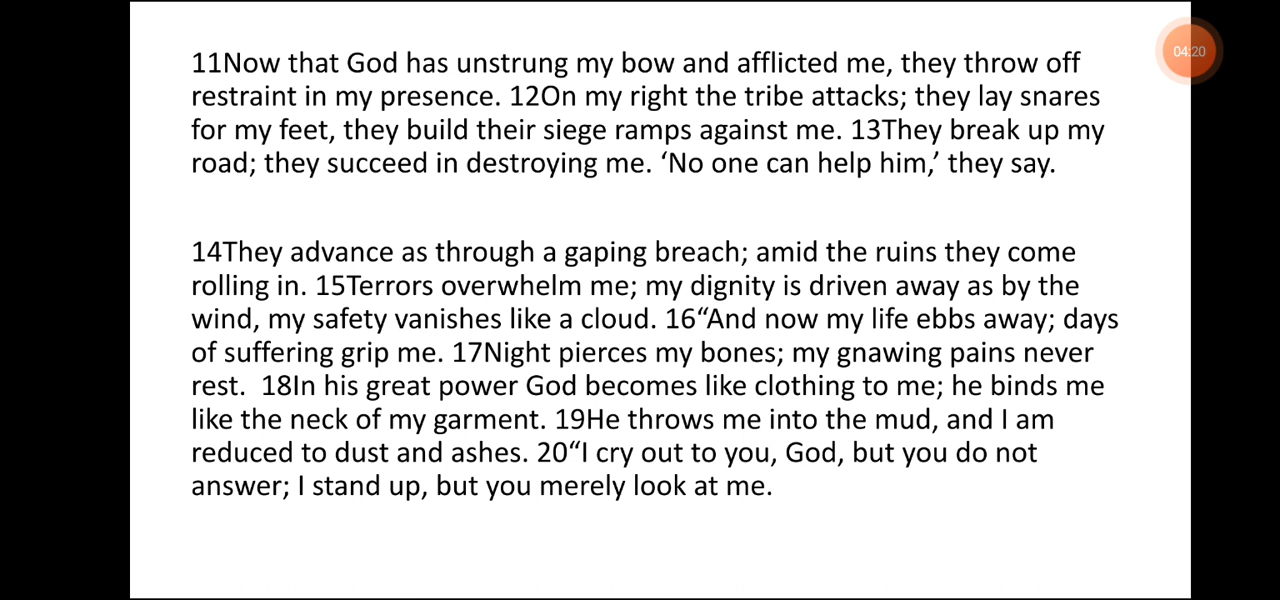 11Now that God has unstrung my bow and afflicted me, they throw off
restraint in my presence. 12On my right the tribe attacks; they lay snares
for my feet, they build their siege ramps against me. 13They break up my
road; they succeed in destroying me. ‘No one can help him,’ they say.
14They advance as through a gaping breach; amid the ruins they come
rolling in. 15Terrors overwhelm me; my dignity is driven away as by the
wind, my safety vanishes like a cloud. 16“And now my life ebbs away; days
of suffering grip me. 17Night pierces my bones; my gnawing pains never
rest.  18In his great power God becomes like clothing to me; he binds me
like the neck of my garment. 19He throws me into the mud, and I am
reduced to dust and ashes. 20“I cry out to you, God, but you do not
answer; I stand up, but you merely look at me.
04:20